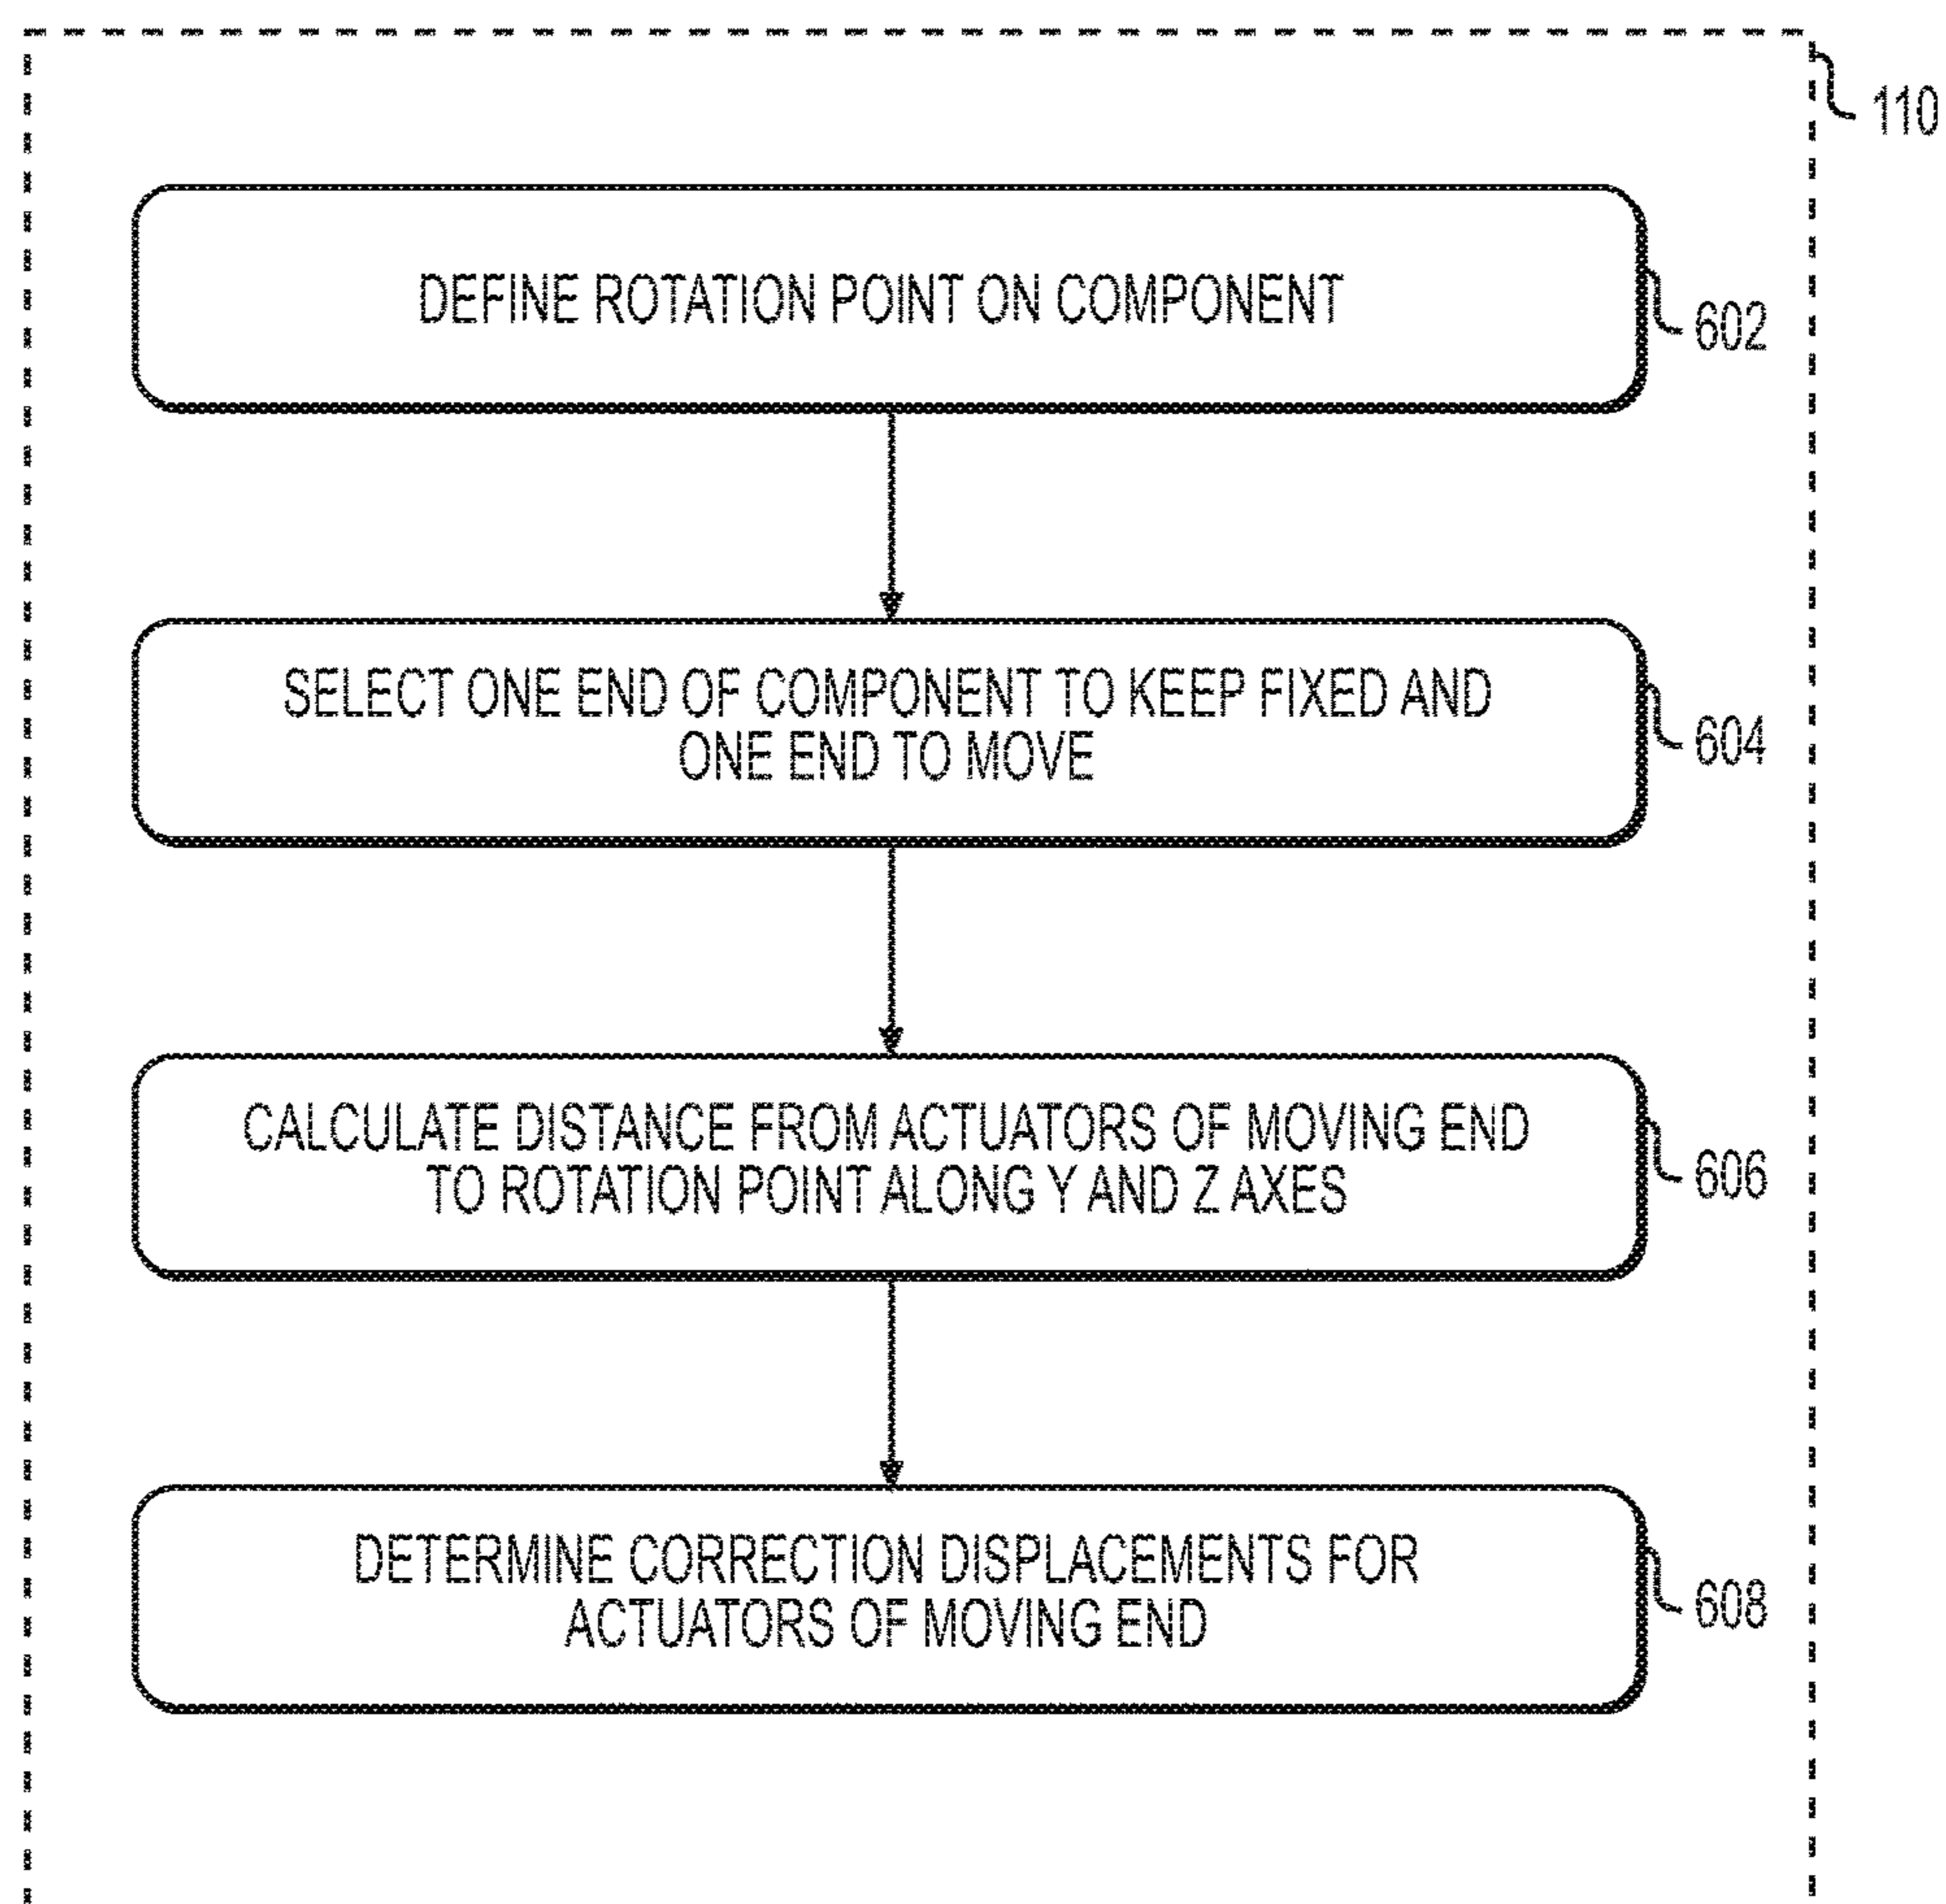 110
DEFINE ROTATION POINT ON COMPONENT
602
SELECT ONE END OF COMPONENT TO KEEP FIXED AND
ONE END TO MOVE
604
CALCULATE DISTANCE FROM ACTUATORS OF MOVING END
TO ROTATION POINT ALONG Y AND Z AXES
606
DETERMINE CORRECTION DISPLACEMENTS FOR
ACTUATORS OF MOVING END
608